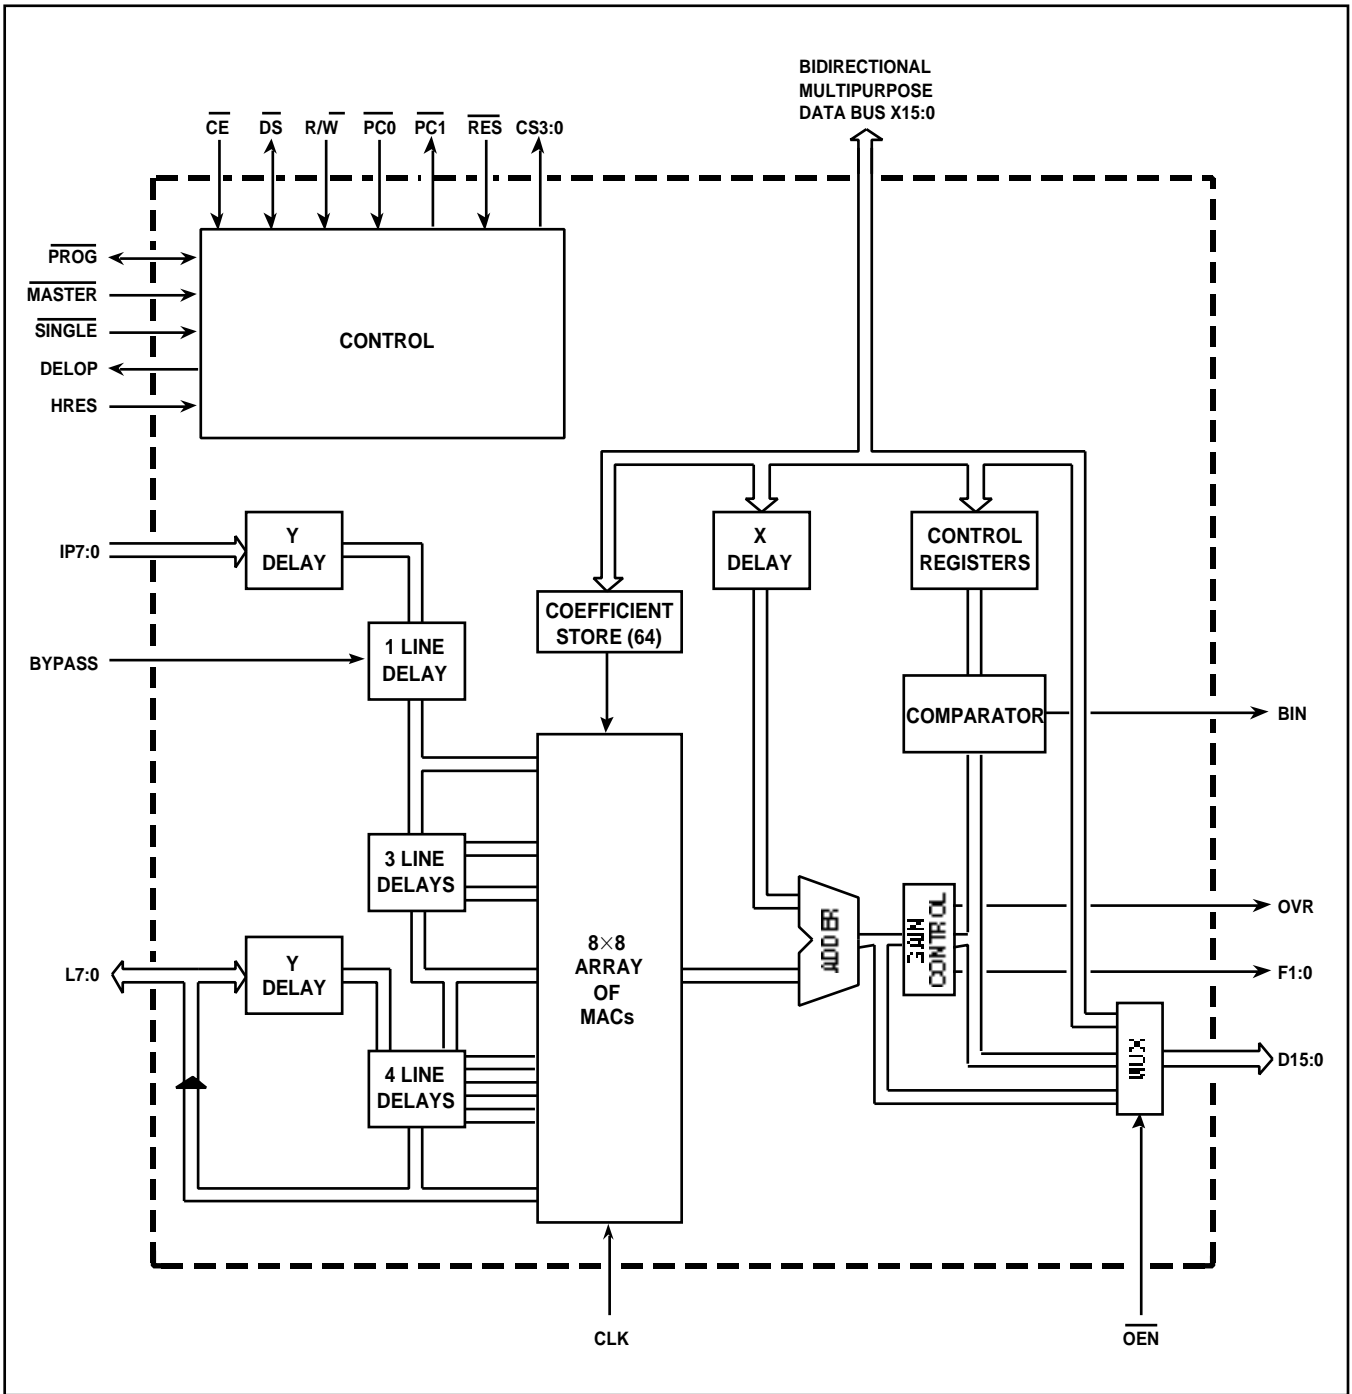 BIDIRECTIONAL
MULTIPURPOSE
DATA BUS X15:0
CE DS R/W PC0 PC1 RES CS3:0
PROG
MASTER
SINGLE
DELOP
HRES
CONTROL
IP7:0
Y
DELAY
X
DELAY
CONTROL
REGISTERS
COEFFICIENT
STORE (64)
BYPASS
1 LINE
DELAY
COMPARATOR
BIN
3 LINE
DELAYS
8×8
ARRAY
OF
MACs
ADDER
CONTROL
OVR
F1:0
L7:0
Y
DELAY
4 LINE
DELAYS
MUX
D15:0
CLK
OEN